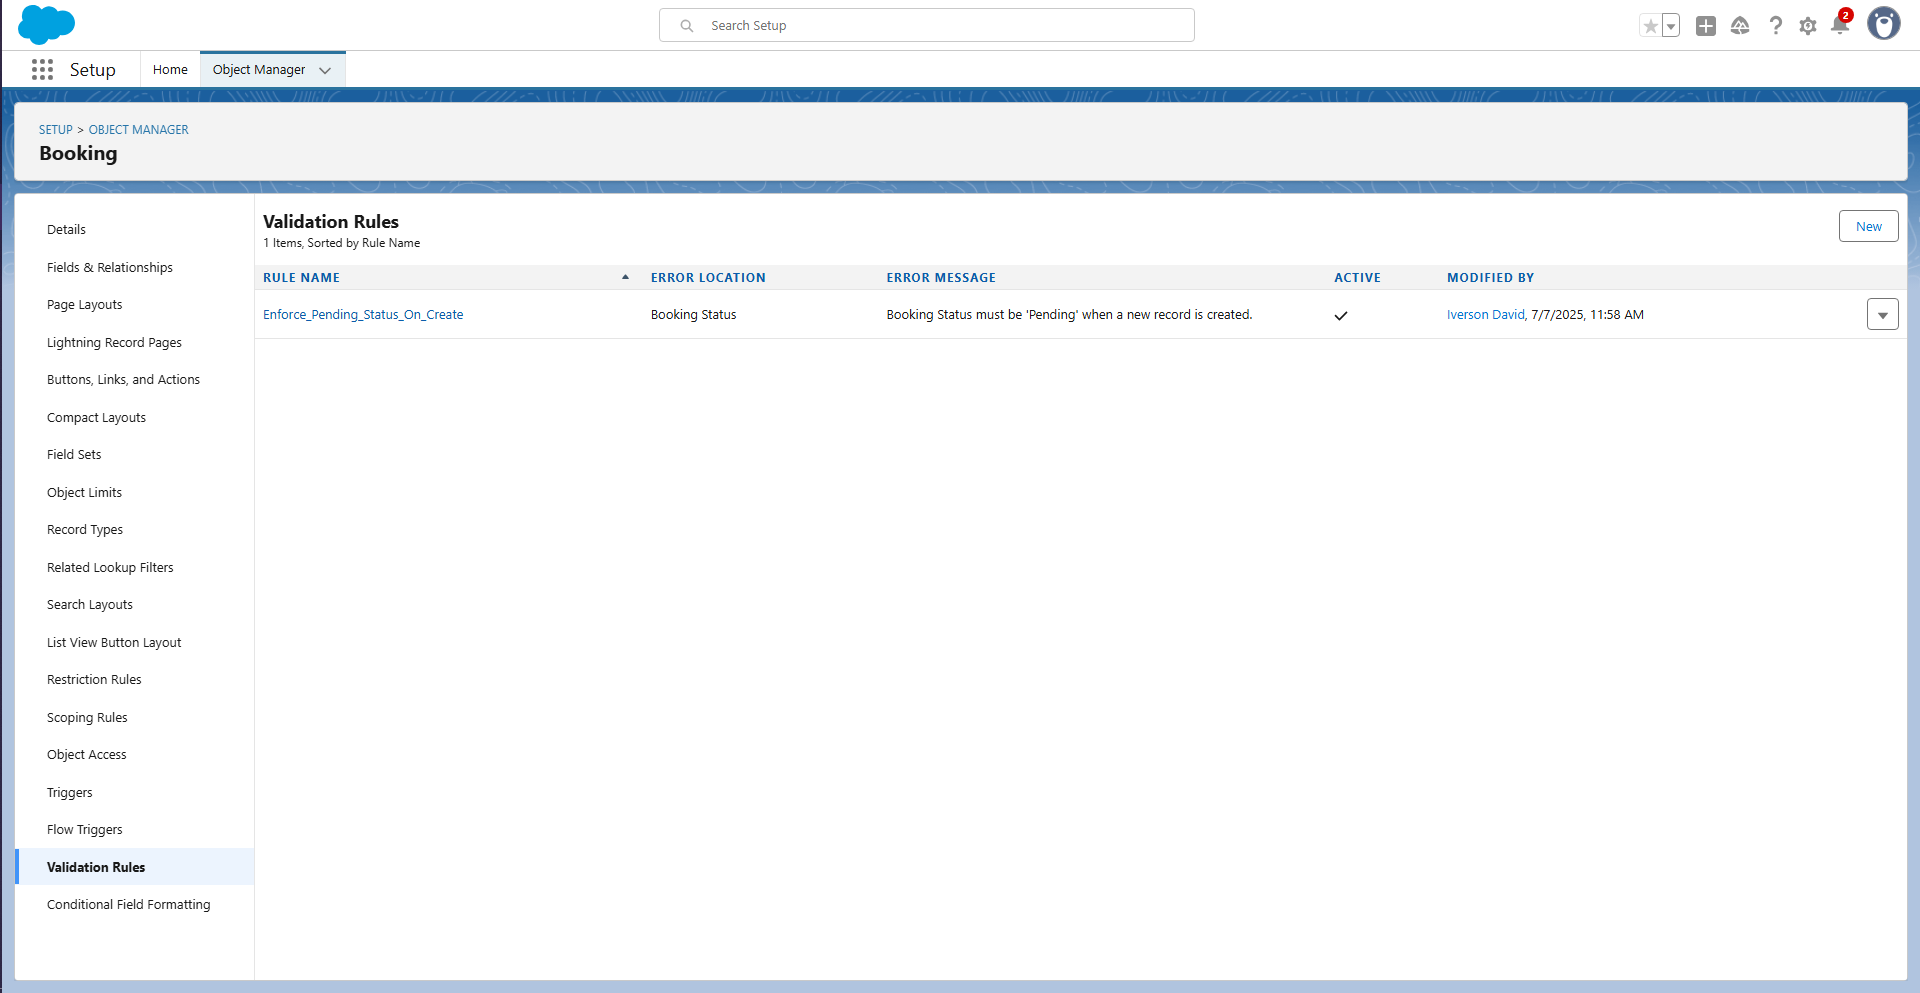 Search Setup
2
Setup
Home
Object Manager
SETUP > OBJECT MANAGER
Booking
Details
Fields & Relationships
Page Layouts
Lightning Record Pages
Buttons, Links, and Actions
Compact Layouts
Field Sets
Object Limits
Record Types
Related Lookup Filters
Search Layouts
List View Button Layout
Restriction Rules
Scoping Rules
Object Access
Triggers
Flow Triggers
Validation Rules
Conditional Field Formatting
Validation Rules
1 Items, Sorted by Rule Name
New
RULE NAME ERROR LOCATION ERROR MESSAGE ACTIVE MODIFIED BY
Enforce_Pending_Status_On_Create Booking Status Booking Status must be 'Pending' when a new record is created. Iverson David, 7/7/2025, 11:58 AM